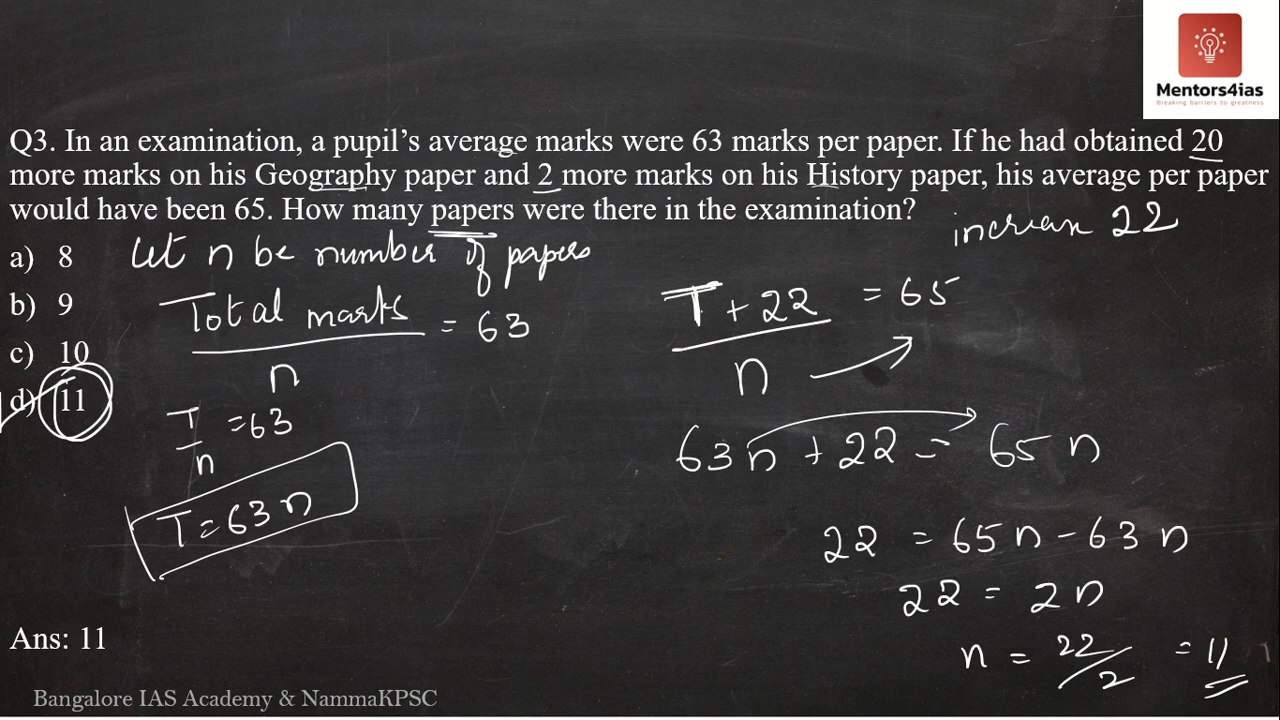 Mentors4ias
Breaking barriers to greatness
Q3. In an examination, a pupil’s average marks were 63 marks per paper. If he had obtained 20
more marks on his Geography paper and 2 more marks on his History paper, his average per paper
would have been 65. How many papers were there in the examination?
increase 22
a) 8
let n be number of papers
b) 9
Total marks / n = 63
T + 22 / n = 65
c) 10
d) 11
T / n = 63
63n + 22 = 65n
T = 63n
22 = 65n - 63n
22 = 2n
Ans: 11
n = 22/2 = 11
Bangalore IAS Academy & NammaKPSC